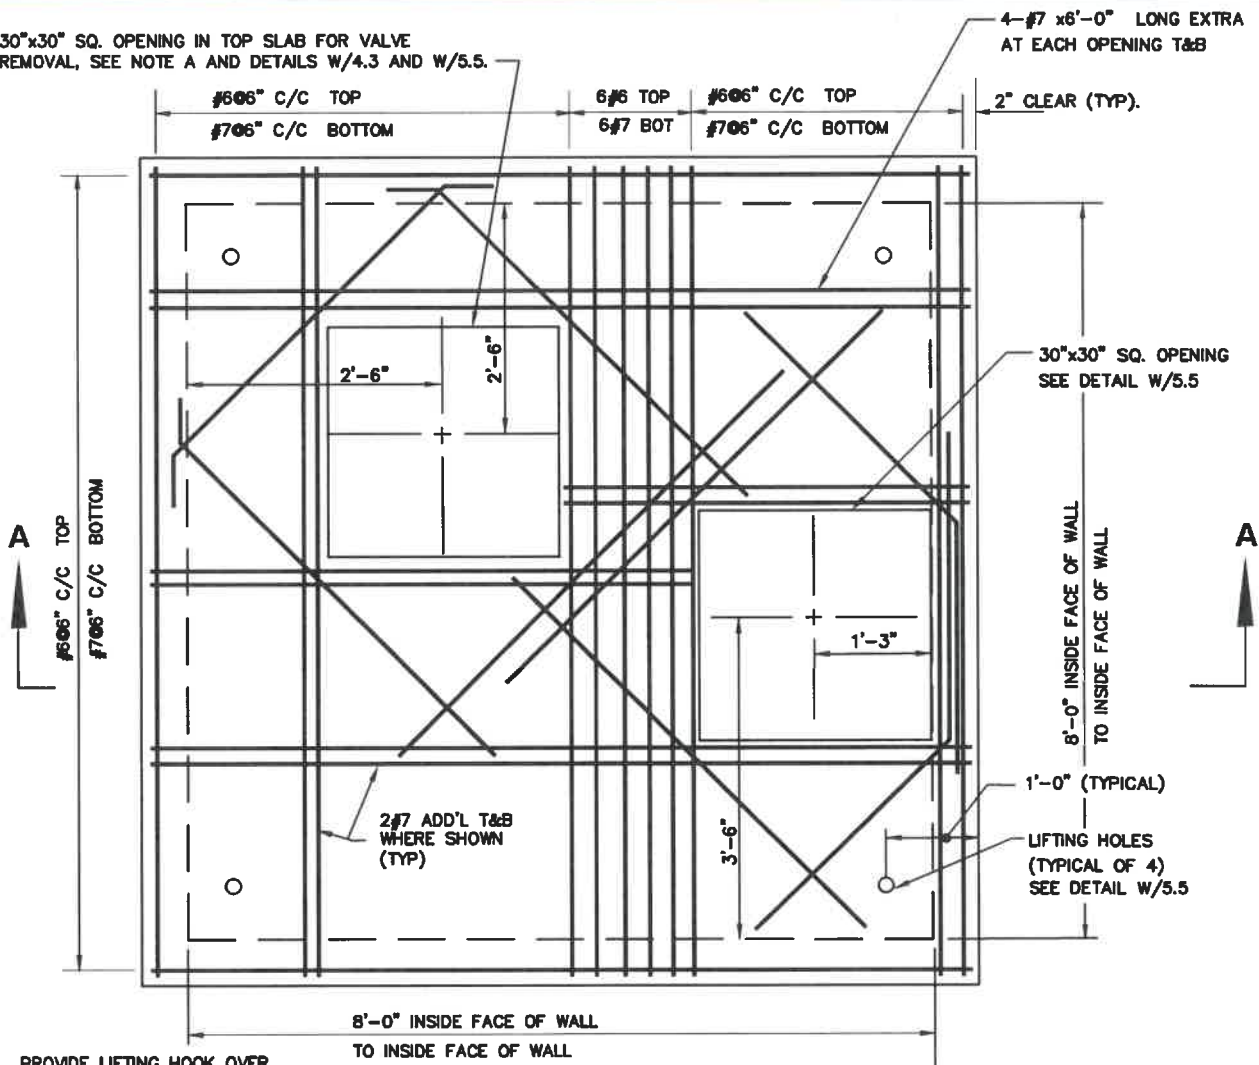 4-#7 x6'-0" LONG EXTRA
AT EACH OPENING T&B
30"x30" SQ. OPENING IN TOP SLAB FOR VALVE
REMOVAL, SEE NOTE A AND DETAILS W/4.3 AND W/5.5.
#6@6" C/C TOP
#7@6" C/C BOTTOM
6#6 TOP
6#7 BOT
#6@6" C/C TOP
#7@6" C/C BOTTOM
2" CLEAR (TYP).
2'-6"
2'-6"
30"x30" SQ. OPENING
SEE DETAIL W/5.5
A
#6@6" C/C TOP
#7@6" C/C BOTTOM
8'-0" INSIDE FACE OF WALL
TO INSIDE FACE OF WALL
A
1'-3"
3'-6"
2#7 ADD'L T&B
WHERE SHOWN
(TYP)
1'-0" (TYPICAL)
LIFTING HOLES
(TYPICAL OF 4)
SEE DETAIL W/5.5
8'-0" INSIDE FACE OF WALL
TO INSIDE FACE OF WALL
PROVIDE LIFTING HOOK OVER